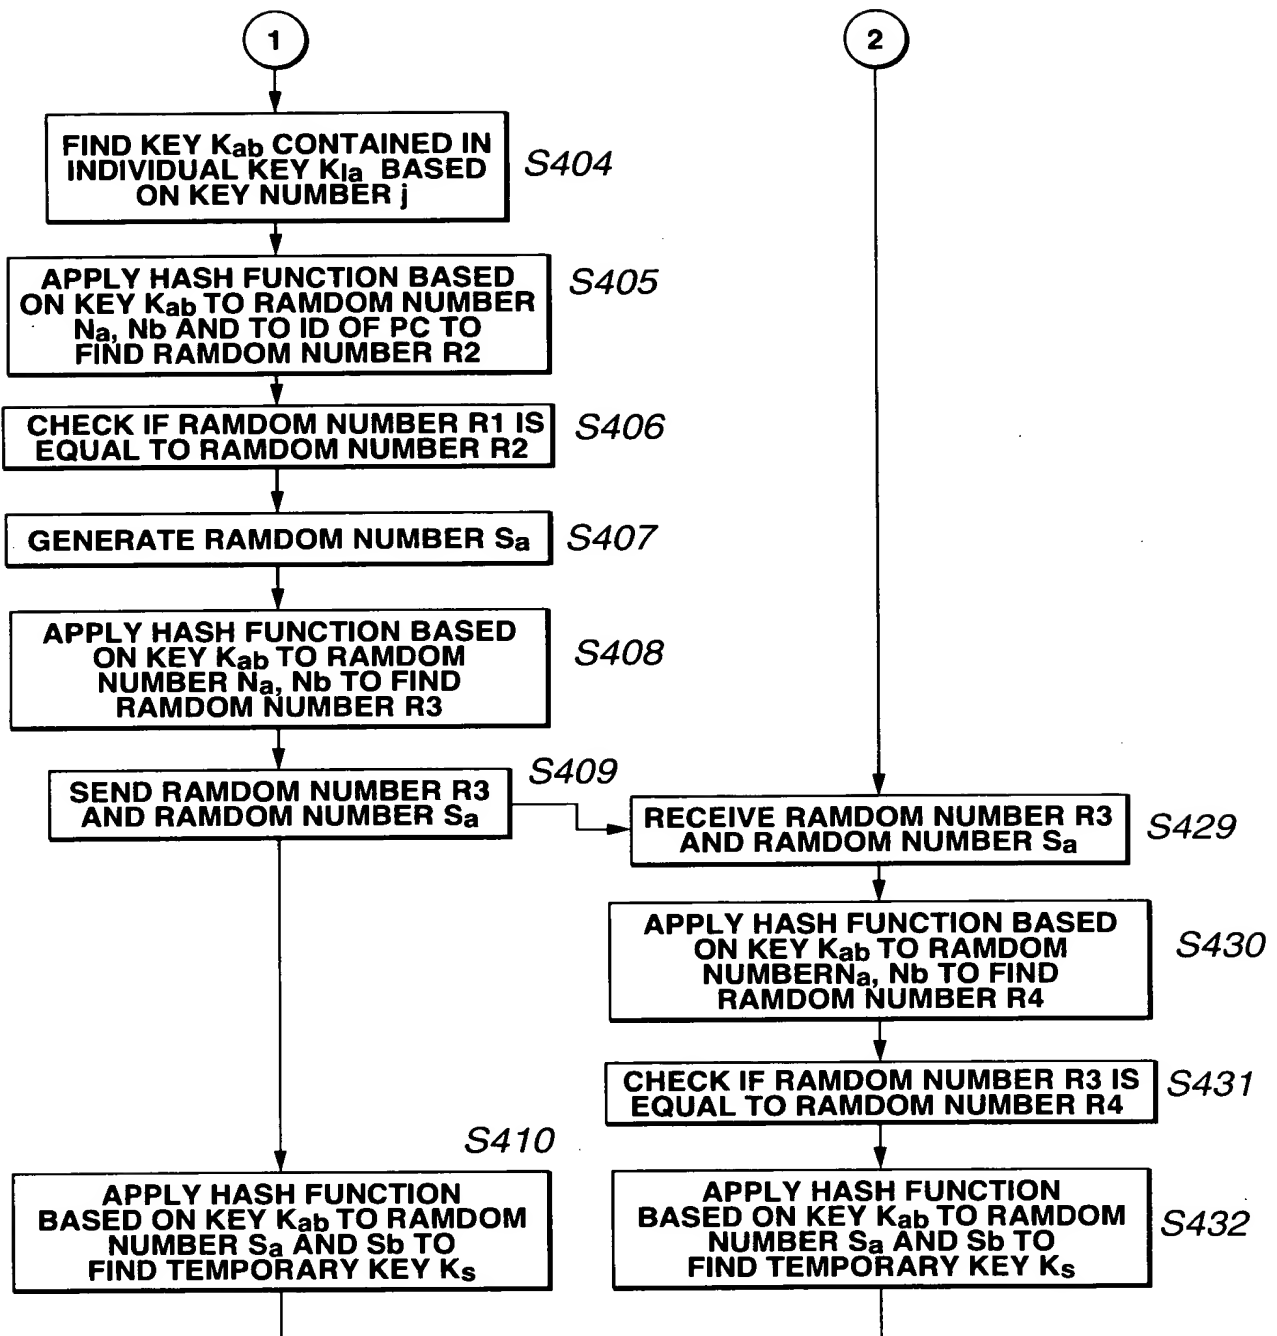 1
2
FIND KEY Kab CONTAINED IN
INDIVIDUAL KEY KIa BASED
ON KEY NUMBER j
S404
APPLY HASH FUNCTION BASED
ON KEY Kab TO RAMDOM NUMBER
Na, Nb AND TO ID OF PC TO
FIND RAMDOM NUMBER R2
S405
CHECK IF RAMDOM NUMBER R1 IS
EQUAL TO RAMDOM NUMBER R2
S406
GENERATE RAMDOM NUMBER Sa
S407
APPLY HASH FUNCTION BASED
ON KEY Kab TO RAMDOM
NUMBER Na, Nb TO FIND
RAMDOM NUMBER R3
S408
SEND RAMDOM NUMBER R3
AND RAMDOM NUMBER Sa
S409
RECEIVE RAMDOM NUMBER R3
AND RAMDOM NUMBER Sa
S429
APPLY HASH FUNCTION BASED
ON KEY Kab TO RAMDOM
NUMBERNa, Nb TO FIND
RAMDOM NUMBER R4
S430
CHECK IF RAMDOM NUMBER R3 IS
EQUAL TO RAMDOM NUMBER R4
S431
S410
APPLY HASH FUNCTION
BASED ON KEY Kab TO RAMDOM
NUMBER Sa AND Sb TO
FIND TEMPORARY KEY Ks
APPLY HASH FUNCTION
BASED ON KEY Kab TO RAMDOM
NUMBER Sa AND Sb TO
FIND TEMPORARY KEY Ks
S432